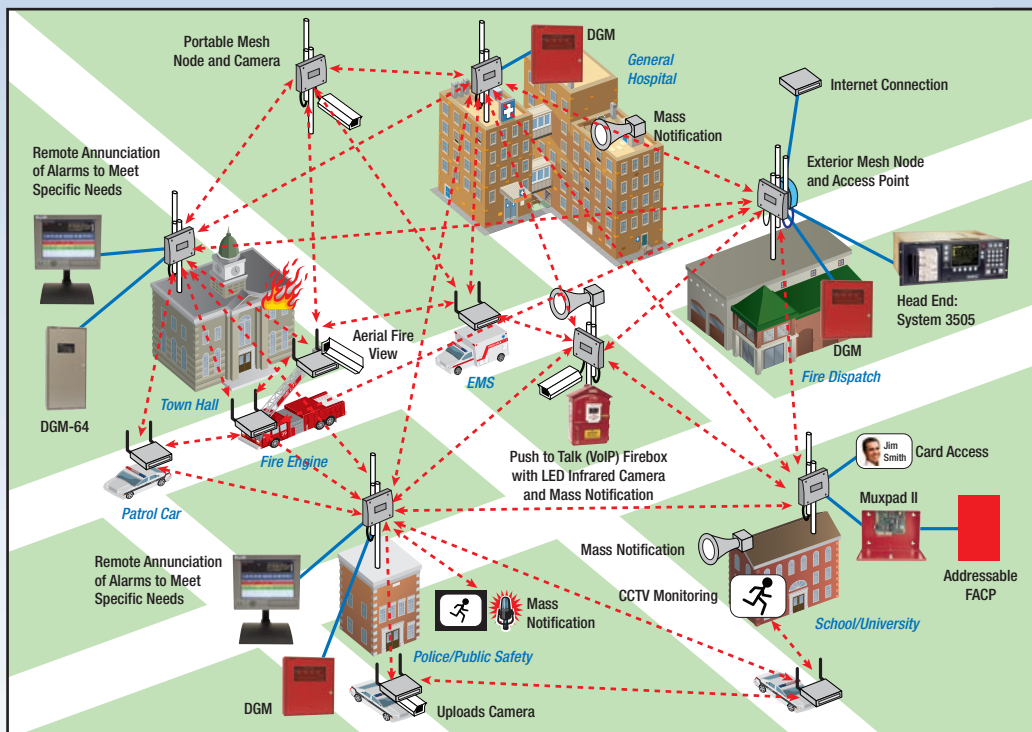 Portable Mesh
Node and Camera
DGM
General
Hospital
Internet Connection
Mass
Notification
Remote Annunciation
of Alarms to Meet
Specific Needs
Exterior Mesh Node
and Access Point
Head End:
System 3505
DGM
Fire Dispatch
Aerial Fire
View
EMS
Town Hall
DGM-64
Fire Engine
Patrol Car
Push to Talk (VoIP) Firebox
with LED Infrared Camera
and Mass Notification
Jim
Smith
Card Access
Muxpad II
Addressable
FACP
Mass Notification
CCTV Monitoring
School/University
Remote Annunciation
of Alarms to Meet
Specific Needs
Mass
Notification
Police/Public Safety
DGM
Uploads Camera